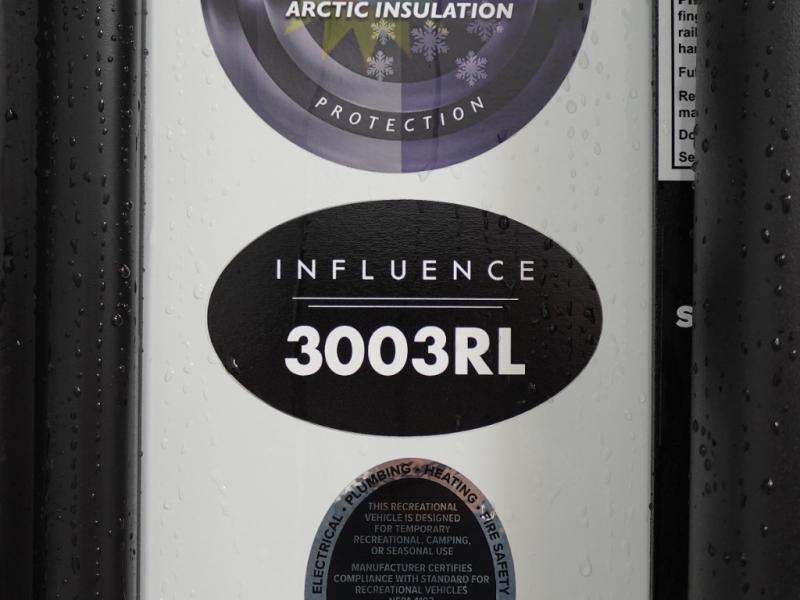 ARCTIC INSULATION
PROTECTION
INFLUENCE
3003RL
ELECTRICAL • PLUMBING • HEATING • FIRE SAFETY
THIS RECREATIONAL
VEHICLE IS DESIGNED
FOR TEMPORARY
RECREATIONAL, CAMPING,
OR SEASONAL USE
MANUFACTURER CERTIFIES
COMPLIANCE WITH STANDARD FOR
RECREATIONAL VEHICLES